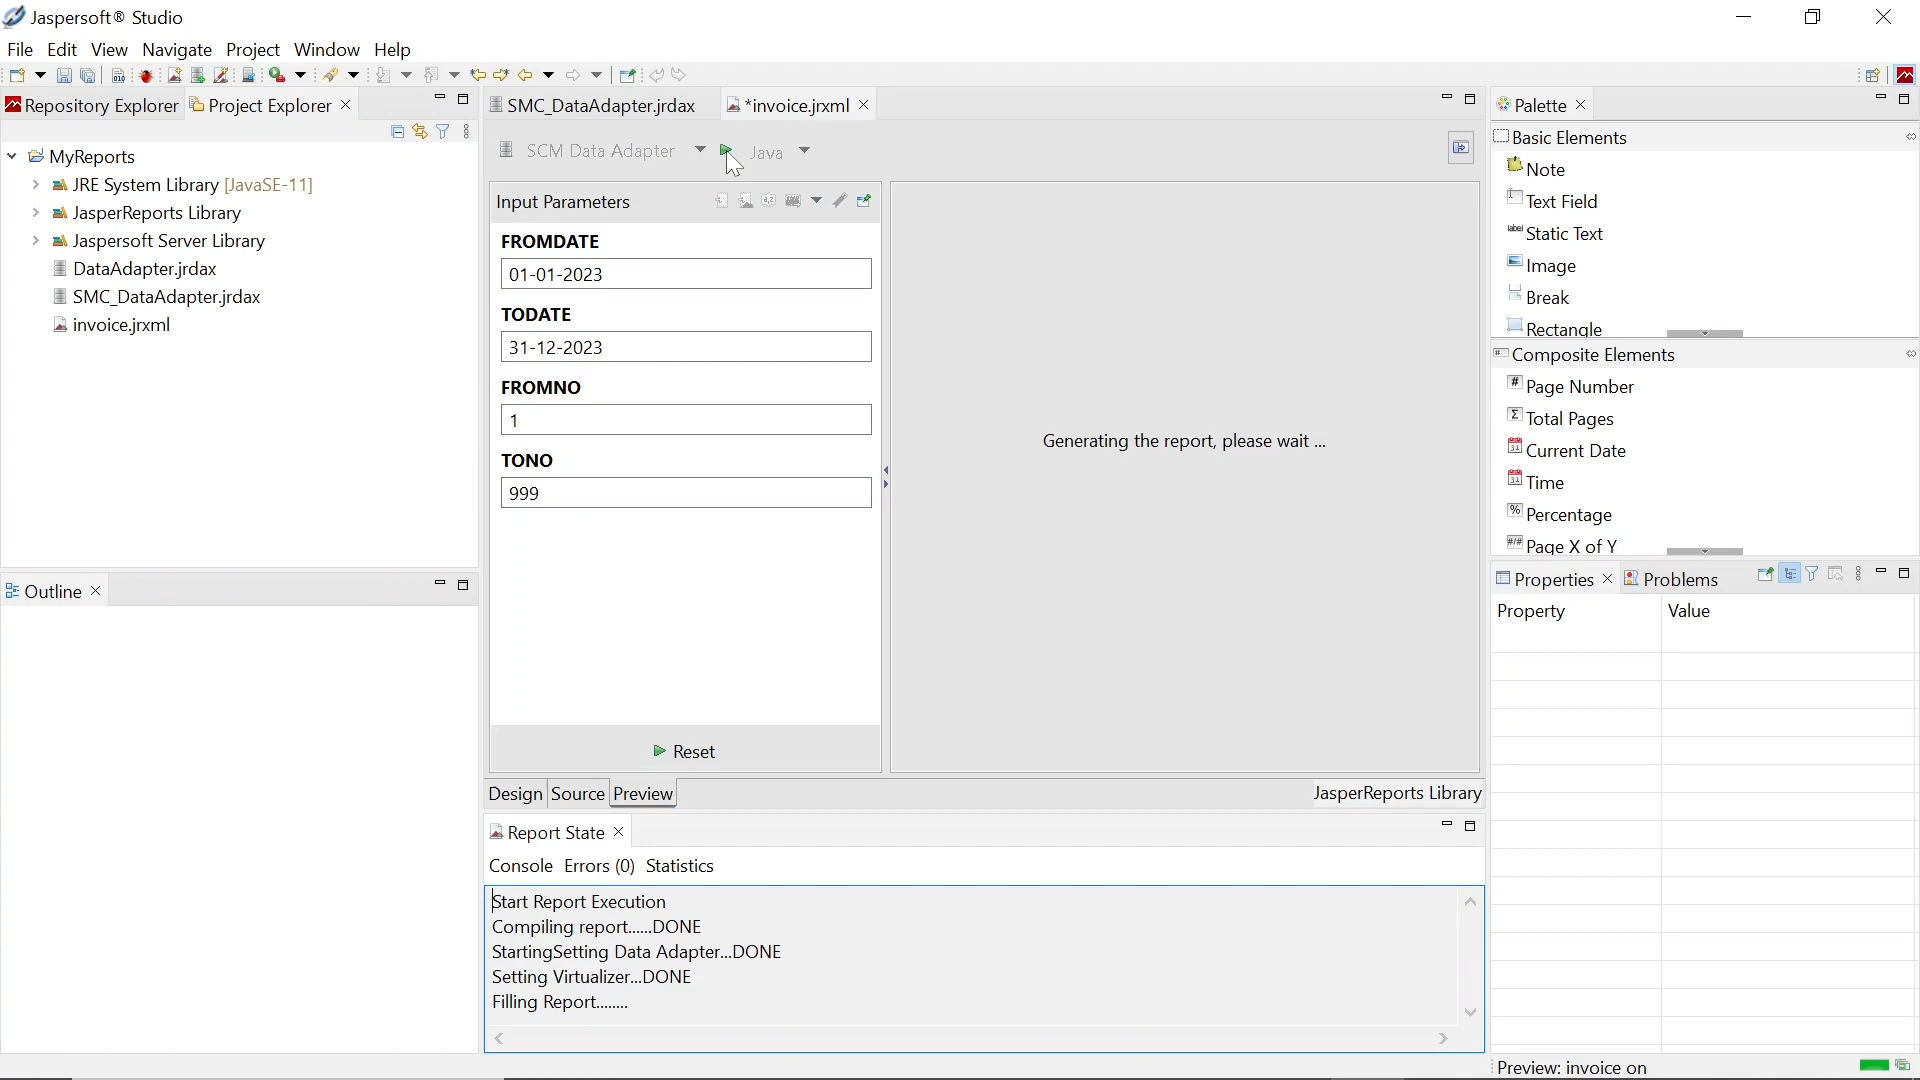 Jaspersoft® Studio
File Edit View Navigate Project Window Help
Repository Explorer Project Explorer
MyReports
JRE System Library [JavaSE-11]
JasperReports Library
Jaspersoft Server Library
DataAdapter.jrdax
SMC_DataAdapter.jrdax
invoice.jrxml
Outline
SMC_DataAdapter.jrdax *invoice.jrxml
SCM Data Adapter Java
Input Parameters
FROMDATE
01-01-2023
TODATE
31-12-2023
FROMNO
1
TONO
999
Reset
Generating the report, please wait ...
Design Source Preview JasperReports Library
Report State
Console Errors (0) Statistics
Start Report Execution
Compiling report......DONE
StartingSetting Data Adapter...DONE
Setting Virtualizer...DONE
Filling Report........
Palette
Basic Elements
Note
Text Field
Static Text
Image
Break
Rectangle
Composite Elements
Page Number
Total Pages
Current Date
Time
Percentage
Page X of Y
Properties Problems
Property Value
Preview: invoice on